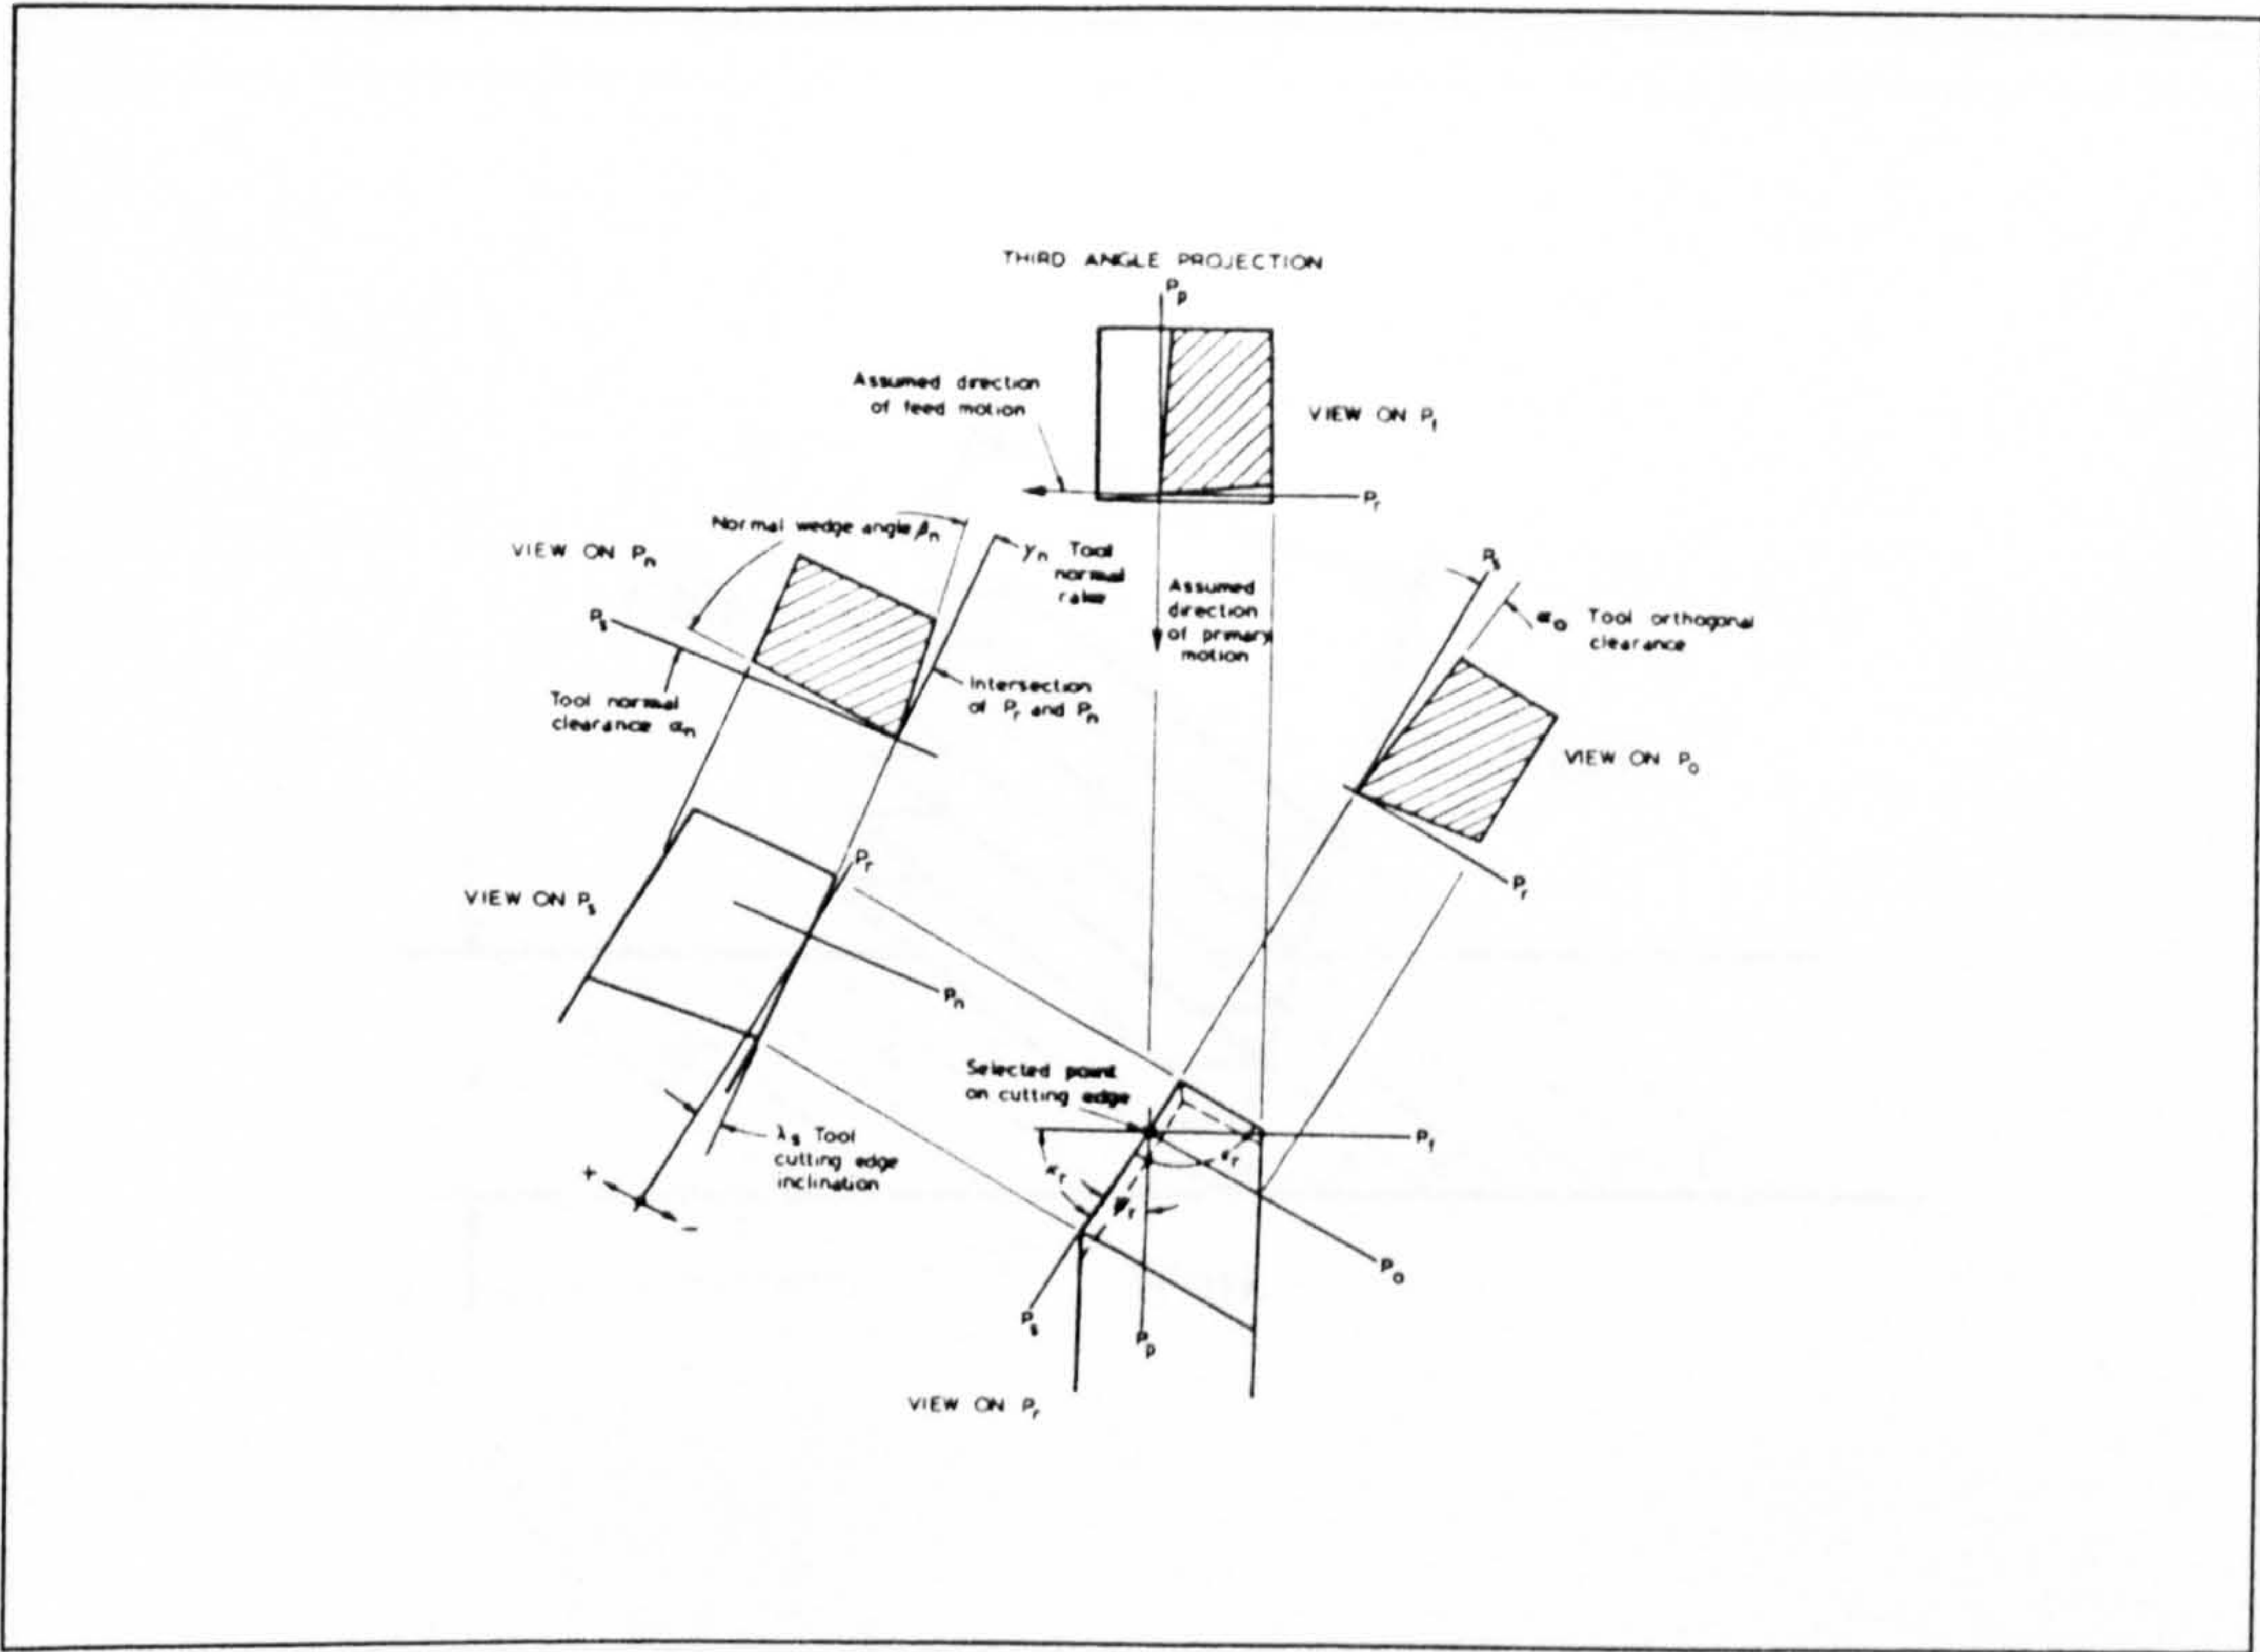 THIRD ANGLE PROJECTION
Pp
Assumed direction
of feed motion
VIEW ON Pf
Pr
Normal wedge angle βn
VIEW ON Pn
γn Tool
normal
rake
Ps
Tool normal
clearance αn
Intersection
of Pr and Pn
Assumed
direction
of primary
motion
Ps
αo Tool orthogonal
clearance
VIEW ON Po
Pr
Pr
VIEW ON Ps
Pn
λs Tool
cutting edge
inclination
+
−
Selected point
on cutting edge
Pf
κr
εr
Ψr
Po
Ps
Pp
VIEW ON Pr